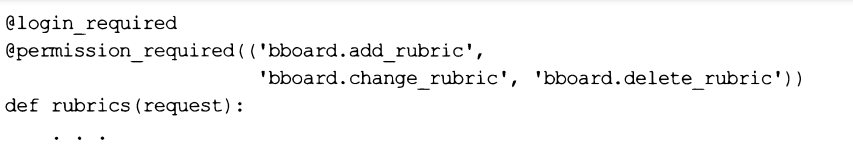 @login_required
@permission_required(('bboard.add_rubric',
                      'bboard.change_rubric', 'bboard.delete_rubric'))
def rubrics(request):
    . . .